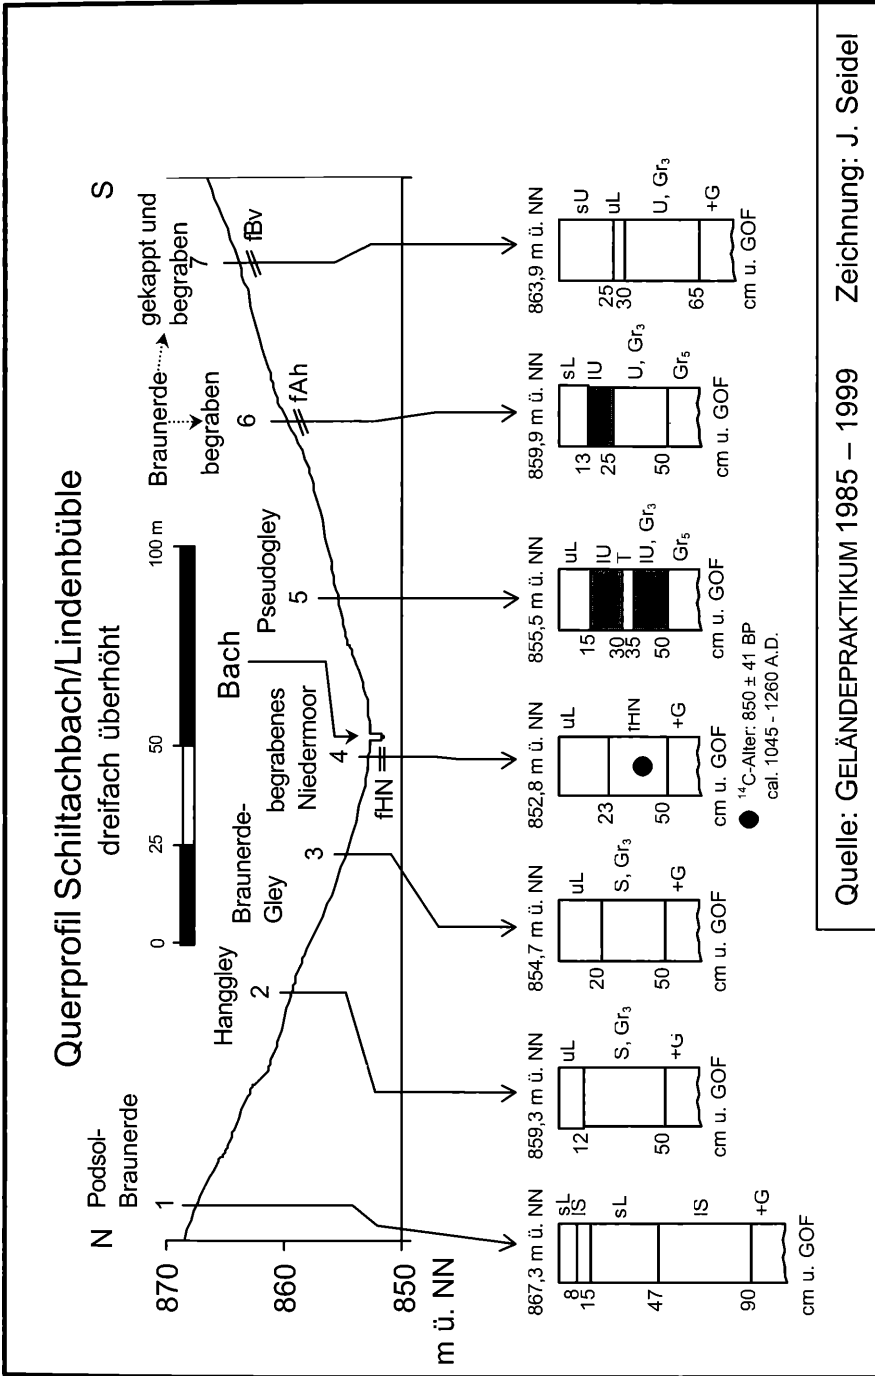 Querprofil Schiltachbach/Lindenbüble
dreifach überhöht
0 25 50 100 m
N
S
Podsol-
Braunerde
1
Hanggley
2
Braunerde-
Gley
3
begrabenes
Niedermoor
4
fHN
Bach
Pseudogley
5
Braunerde
begraben
6
fAh
gekappt und
begraben
7
fBv
870
860
850
m ü. NN
867,3 m ü. NN
8
15
47
90
sL
lS
sL
lS
+G
cm u. GOF
859,3 m ü. NN
12
50
uL
S, Gr₃
+G
cm u. GOF
854,7 m ü. NN
20
50
uL
S, Gr₃
+G
cm u. GOF
852,8 m ü. NN
23
50
uL
fHN
+G
cm u. GOF
¹⁴C-Alter: 850 ± 41 BP
cal. 1045 - 1260 A.D.
855,5 m ü. NN
15
30
35
50
uL
lU
T
lU, Gr₃
Gr₅
cm u. GOF
859,9 m ü. NN
13
25
50
sL
lU
U, Gr₃
Gr₅
cm u. GOF
863,9 m ü. NN
25
30
65
sU
uL
U, Gr₃
+G
cm u. GOF
Quelle: GELÄNDEPRAKTIKUM 1985 – 1999 Zeichnung: J. Seidel